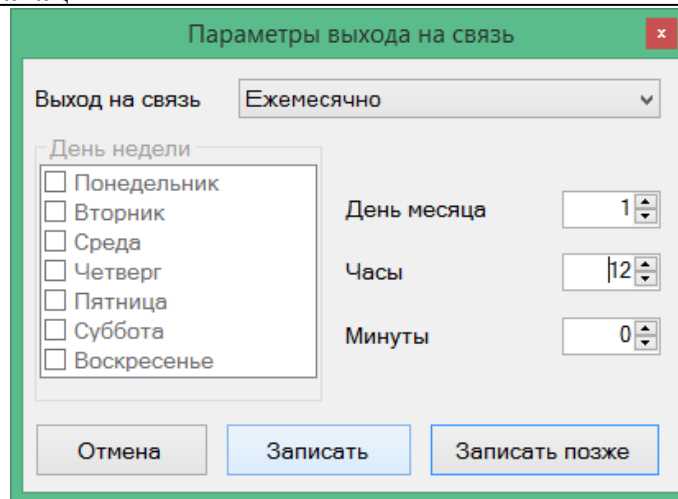 Параметры выхода на связь
x
Выход на связь Ежемесячно
День недели
Понедельник
Вторник
Среда
Четверг
Пятница
Суббота
Воскресенье
День месяца 1
Часы 12
Минуты 0
Отмена Записать Записать позже